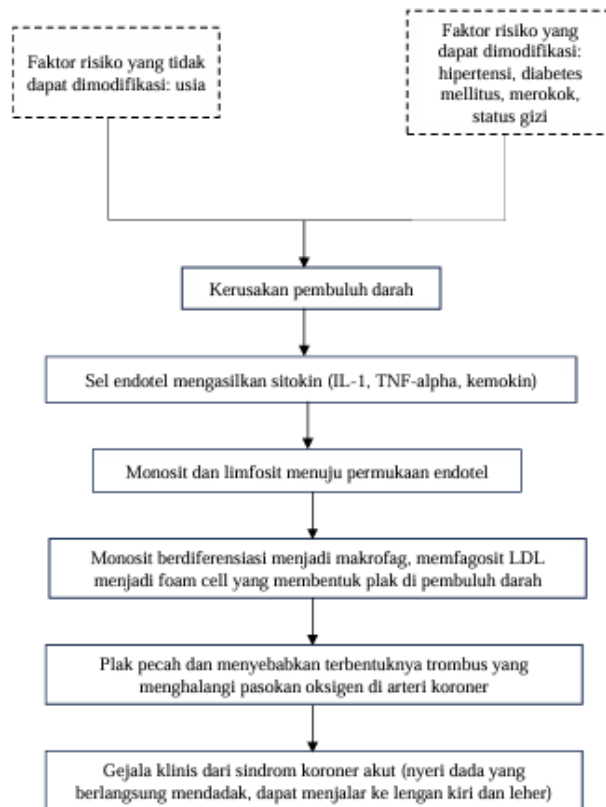 Faktor risiko yang tidak
dapat dimodifikasi: usia
Faktor risiko yang
dapat dimodifikasi:
hipertensi, diabetes
mellitus, merokok,
status gizi
Kerusakan pembuluh darah
Sel endotel mengasilkan sitokin (IL-1, TNF-alpha, kemokin)
Monosit dan limfosit menuju permukaan endotel
Monosit berdiferensiasi menjadi makrofag, memfagosit LDL
menjadi foam cell yang membentuk plak di pembuluh darah
Plak pecah dan menyebabkan terbentuknya trombus yang
menghalangi pasokan oksigen di arteri koroner
Gejala klinis dari sindrom koroner akut (nyeri dada yang
berlangsung mendadak, dapat menjalar ke lengan kiri dan leher)